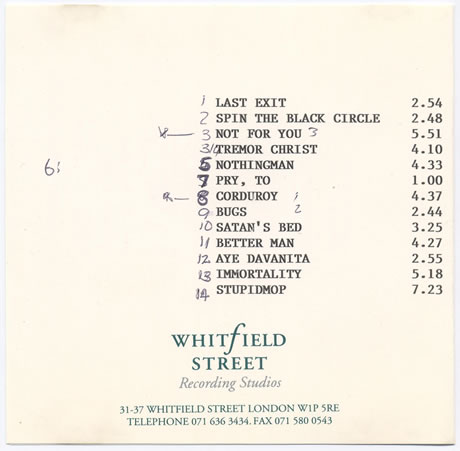 1 LAST EXIT 2.54
2 SPIN THE BLACK CIRCLE 2.48
3 NOT FOR YOU 3 5.51
TREMOR CHRIST 4.10
6: NOTHINGMAN 4.33
7 PRY, TO 1.00
8 CORDUROY 1 4.37
9 BUGS 2 2.44
10 SATAN'S BED 3.25
11 BETTER MAN 4.27
12 AYE DAVANITA 2.55
13 IMMORTALITY 5.18
14 STUPIDMOP 7.23
WHITFIELD
STREET
Recording Studios
31-37 WHITFIELD STREET LONDON W1P 5RE
TELEPHONE 071 636 3434. FAX 071 580 0543